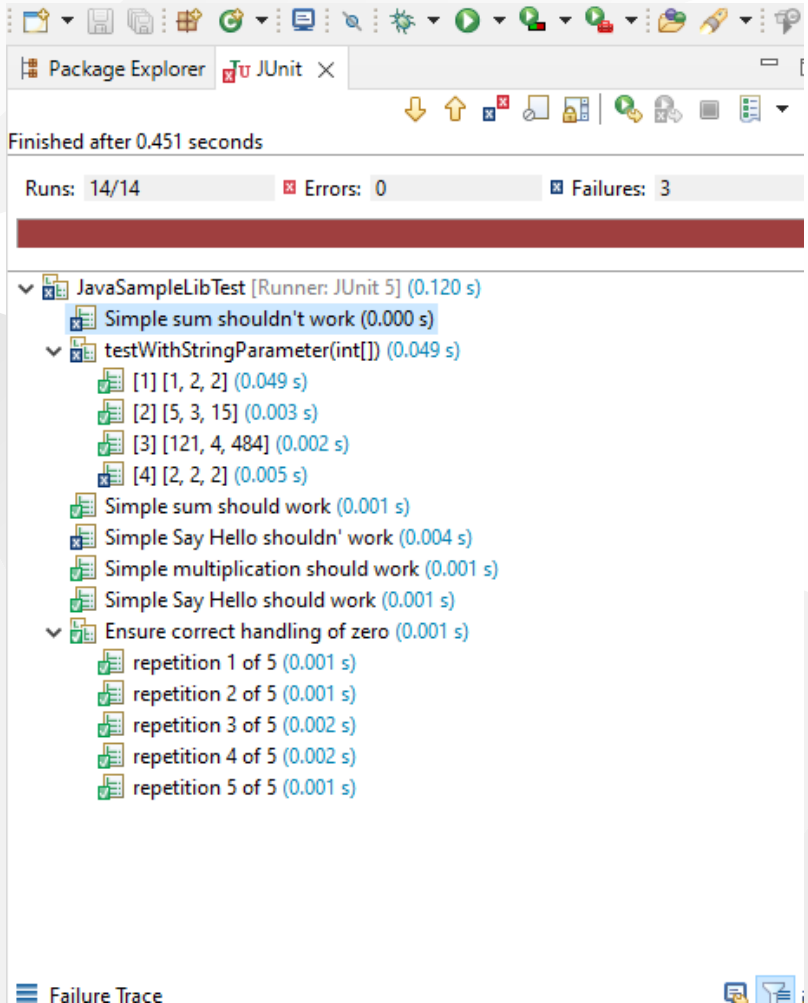 Package Explorer JUnit
Finished after 0.451 seconds
Runs: 14/14 Errors: 0 Failures: 3
JavaSampleLibTest [Runner: JUnit 5] (0.120 s)
Simple sum shouldn't work (0.000 s)
testWithStringParameter(int[]) (0.049 s)
[1] [1, 2, 2] (0.049 s)
[2] [5, 3, 15] (0.003 s)
[3] [121, 4, 484] (0.002 s)
[4] [2, 2, 2] (0.005 s)
Simple sum should work (0.001 s)
Simple Say Hello shouldn' work (0.004 s)
Simple multiplication should work (0.001 s)
Simple Say Hello should work (0.001 s)
Ensure correct handling of zero (0.001 s)
repetition 1 of 5 (0.001 s)
repetition 2 of 5 (0.001 s)
repetition 3 of 5 (0.002 s)
repetition 4 of 5 (0.002 s)
repetition 5 of 5 (0.001 s)
Failure Trace